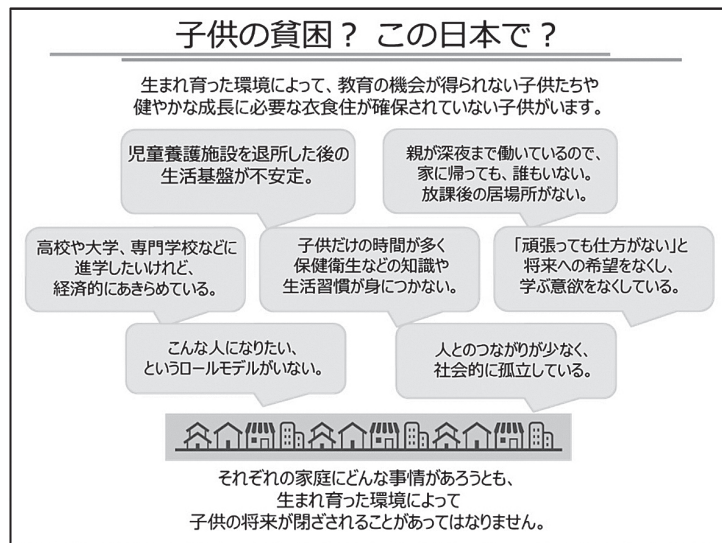 子供の貧困？ この日本で？
生まれ育った環境によって、教育の機会が得られない子供たちや
健やかな成長に必要な衣食住が確保されていない子供がいます。
児童養護施設を退所した後の
生活基盤が不安定。
親が深夜まで働いているので、
家に帰っても、誰もいない。
放課後の居場所がない。
高校や大学、専門学校などに
進学したいけれど、
経済的にあきらめている。
子供だけの時間が多く
保健衛生などの知識や
生活習慣が身につかない。
「頑張っても仕方がない」と
将来への希望をなくし、
学ぶ意欲をなくしている。
こんな人になりたい、
というロールモデルがいない。
人とのつながりが少なく、
社会的に孤立している。
それぞれの家庭にどんな事情があろうとも、
生まれ育った環境によって
子供の将来が閉ざされることがあってはなりません。